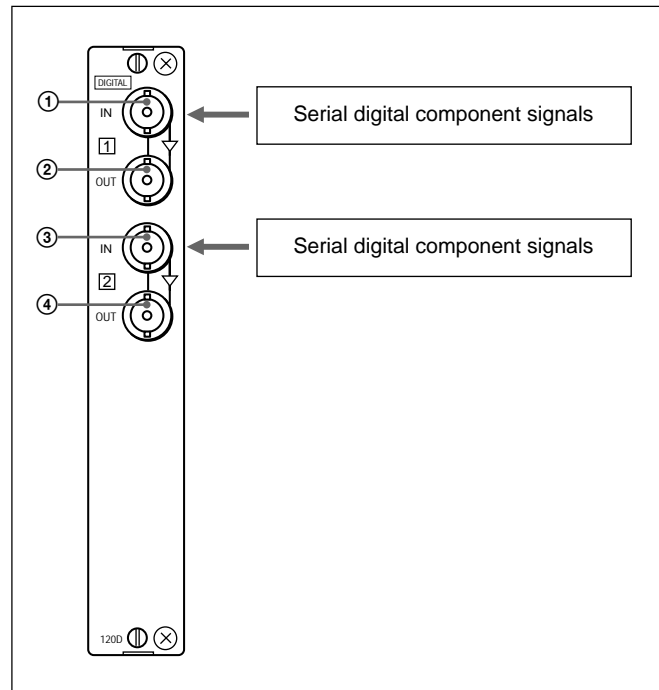 DIGITAL
①
IN
Serial digital component signals
1
②
OUT
③
IN
Serial digital component signals
2
④
OUT
120D